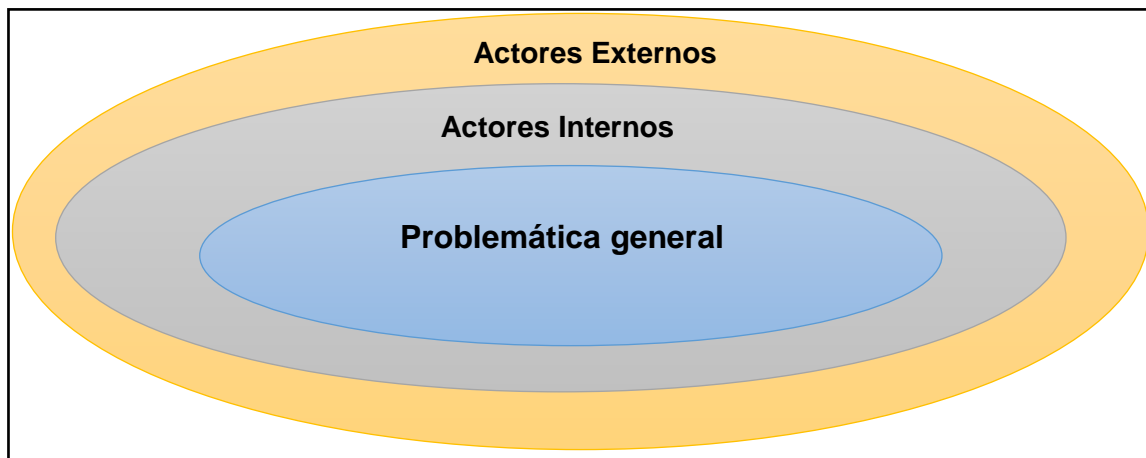 Actores Externos
Actores Internos
Problemática general